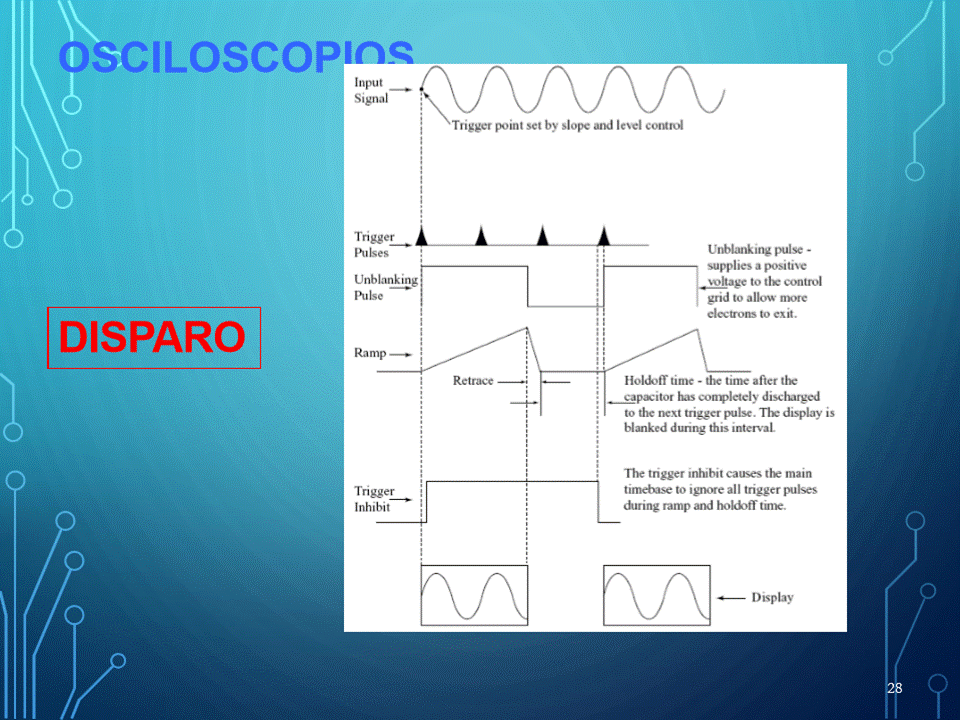 OSCILOSCOPIOS
Input
Signal
Trigger point set by slope and level control
Trigger
Pulses
Unblanking
Pulse
Unblanking pulse -
supplies a positive
voltage to the control
grid to allow more
electrons to exit.
DISPARO
Ramp
Retrace
Holdoff time - the time after the
capacitor has completely discharged
to the next trigger pulse. The display is
blanked during this interval.
Trigger
Inhibit
The trigger inhibit causes the main
timebase to ignore all trigger pulses
during ramp and holdoff time.
Display
28